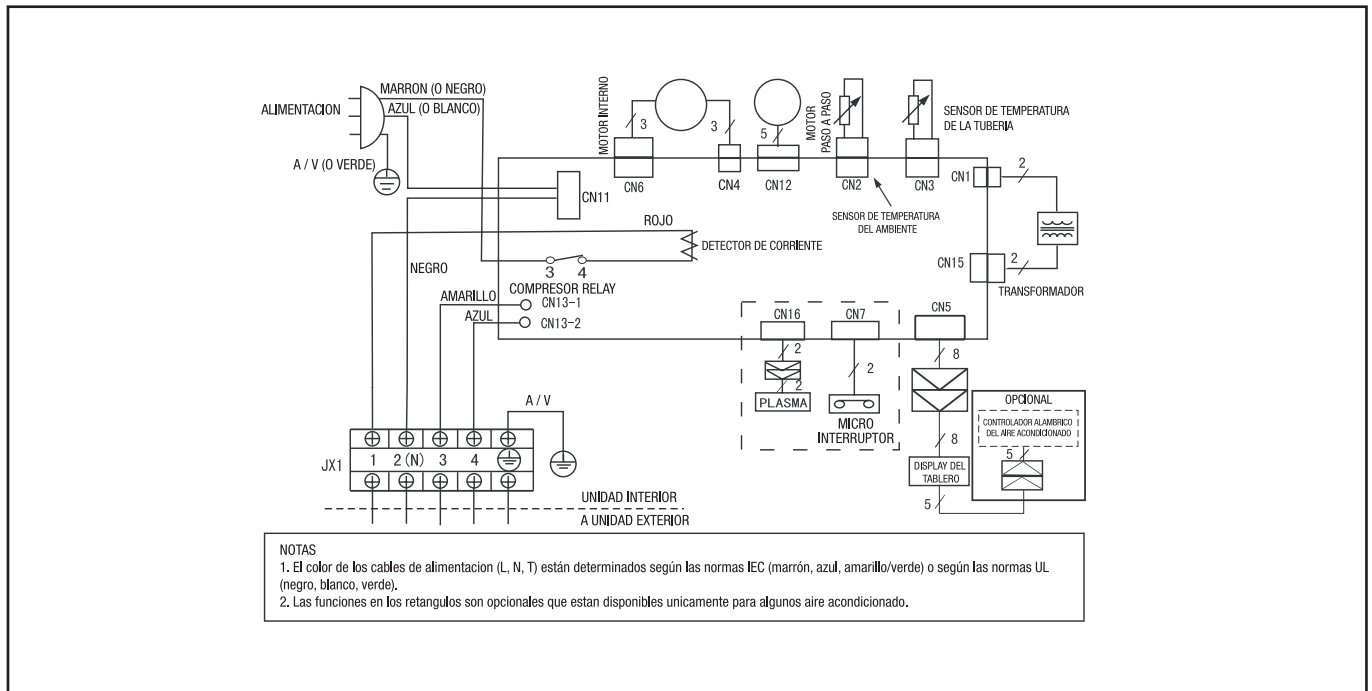 ALIMENTACION
MARRON (O NEGRO)
AZUL (O BLANCO)
A / V (O VERDE)
MOTOR INTERNO
3
3
5
MOTOR
PASO A PASO
SENSOR DE TEMPERATURA
DE LA TUBERIA
CN6
CN4
CN12
CN2
CN3
CN1
2
CN11
SENSOR DE TEMPERATURA
DEL AMBIENTE
ROJO
DETECTOR DE CORRIENTE
NEGRO
3 4
COMPRESOR RELAY
CN15
2
TRANSFORMADOR
AMARILLO
CN13-1
AZUL
CN13-2
CN16
CN7
CN5
2
2
PLASMA
2
MICRO
INTERRUPTOR
8
8
DISPLAY DEL
TABLERO
5
OPCIONAL
CONTROLADOR ALAMBRICO
DEL AIRE ACONDICIONADO
5
A / V
JX1
1 2(N) 3 4
UNIDAD INTERIOR
A UNIDAD EXTERIOR
NOTAS
1. El color de los cables de alimentacion (L, N, T) están determinados según las normas IEC (marrón, azul, amarillo/verde) o según las normas UL
(negro, blanco, verde).
2. Las funciones en los retangulos son opcionales que estan disponibles unicamente para algunos aire acondicionado.